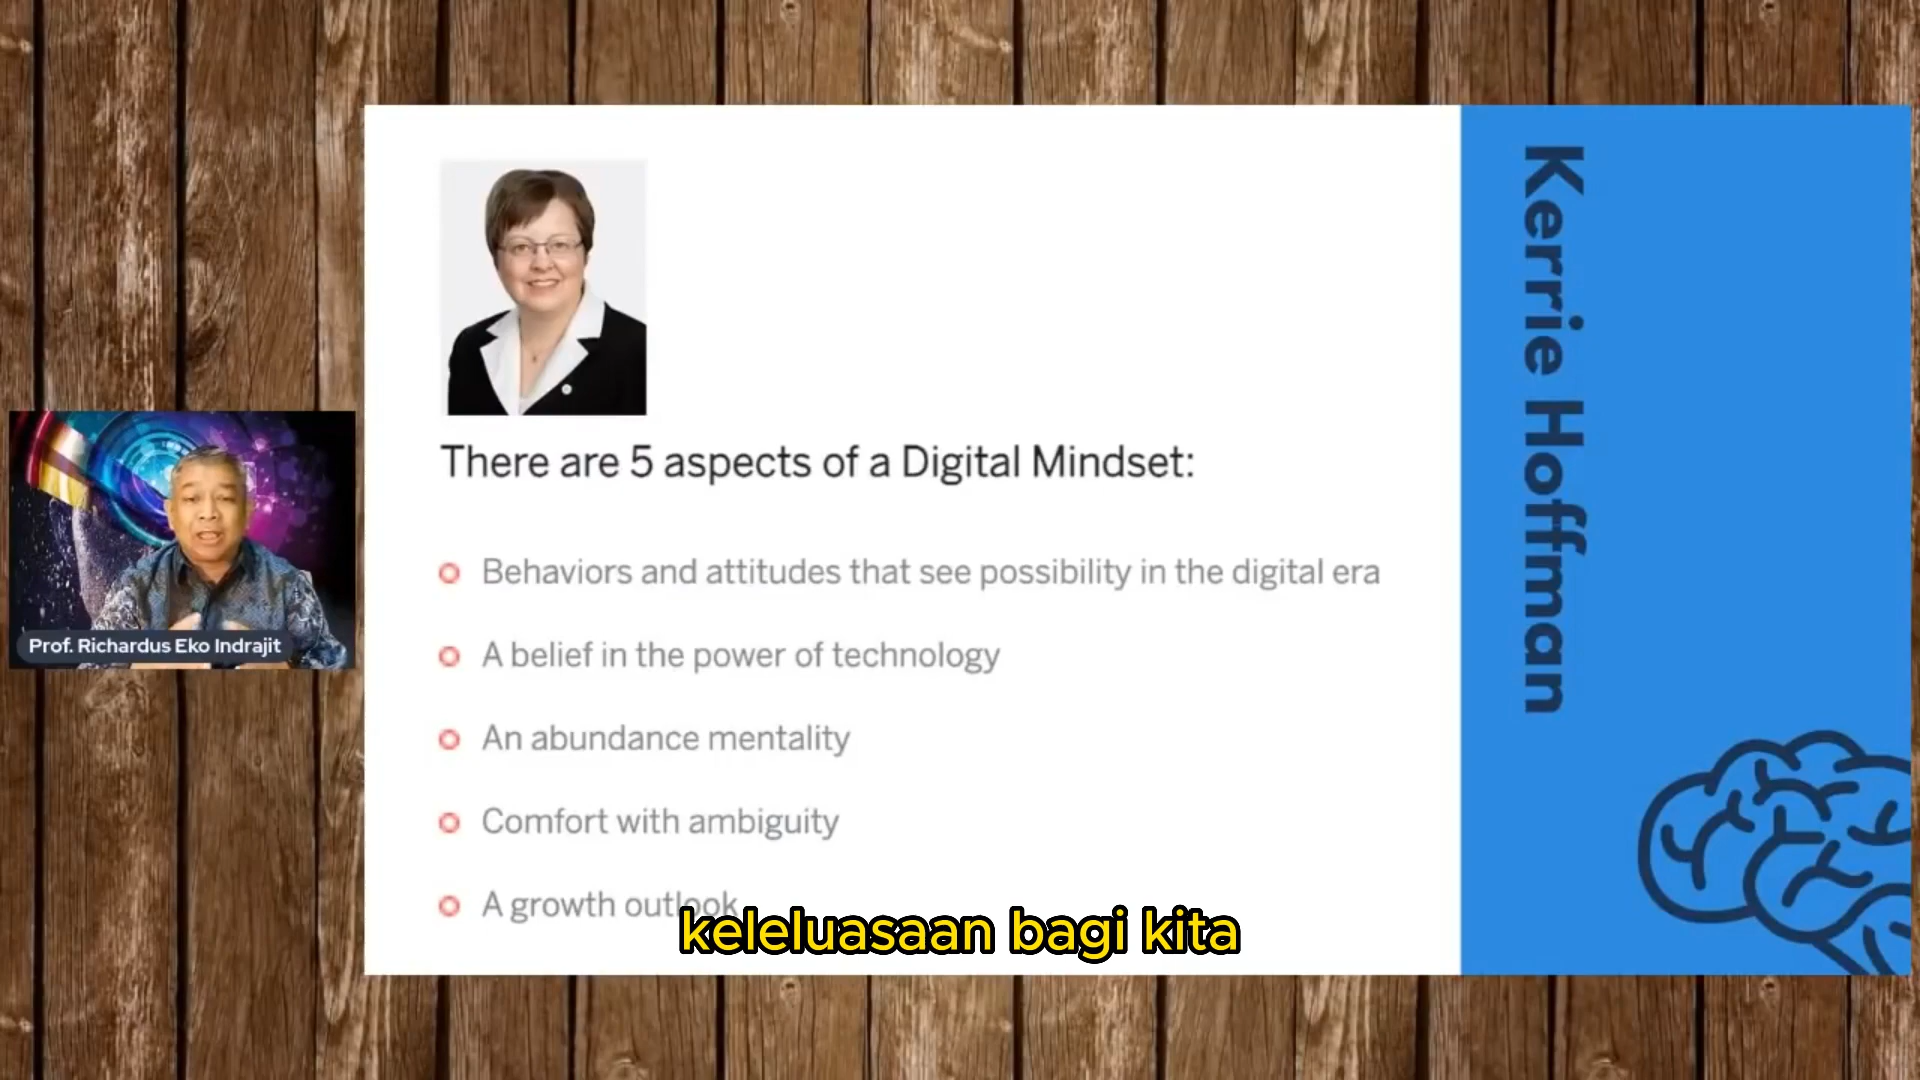 There are 5 aspects of a Digital Mindset:
Behaviors and attitudes that see possibility in the digital era
A belief in the power of technology
An abundance mentality
Comfort with ambiguity
A growth outlook
keleluasaan bagi kita
Kerrie Hoffman
Prof. Richardus Eko Indrajit